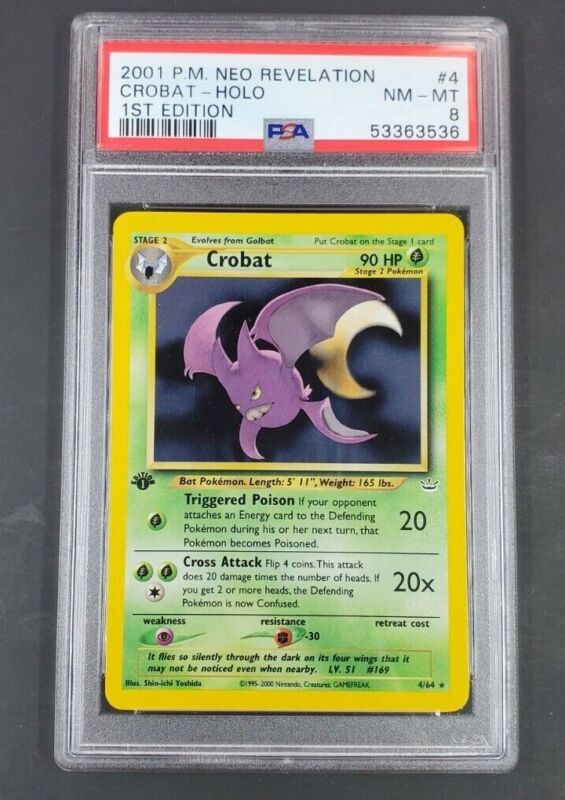 2001 P.M. NEO REVELATION #4
CROBAT - HOLO NM - MT
1ST EDITION 8
PSA 53363536
STAGE 2 Evolves from Golbat Put Crobat on the Stage 1 card
Crobat 90 HP
Stage 2 Pokémon
Bat Pokémon. Length: 5' 11", Weight: 165 lbs.
EDITION
1
Triggered Poison If your opponent
attaches an Energy card to the Defending
Pokémon during his or her next turn, that
Pokémon becomes Poisoned.
20
Cross Attack Flip 4 coins. This attack
does 20 damage times the number of heads. If
you get 2 or more heads, the Defending
Pokémon is now Confused.
20x
weakness resistance retreat cost
-30
It flies so silently through the dark on its four wings that it
may not be noticed even when nearby. LV. 51 #169
Illus. Shin-ichi Yoshida ©1995-2000 Nintendo, Creatures, GAMEFREAK. 4/64 ★